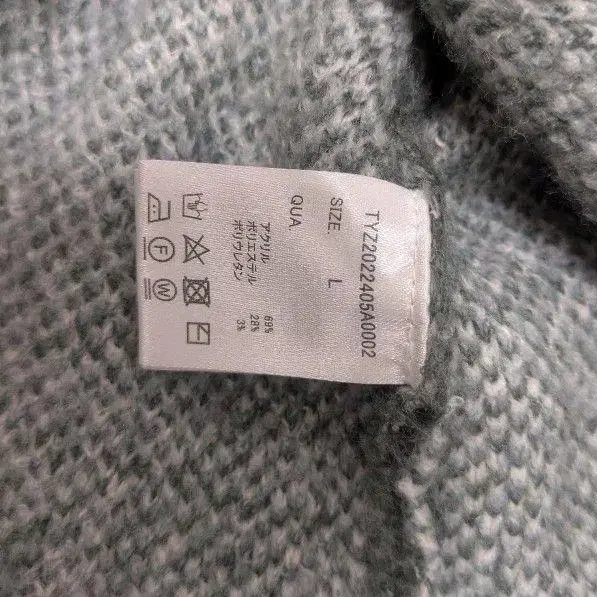 TYZ2022405A0002
SIZE. L
QUA.
アクリル 69%
ポリエステル 28%
ポリウレタン 3%
F
W